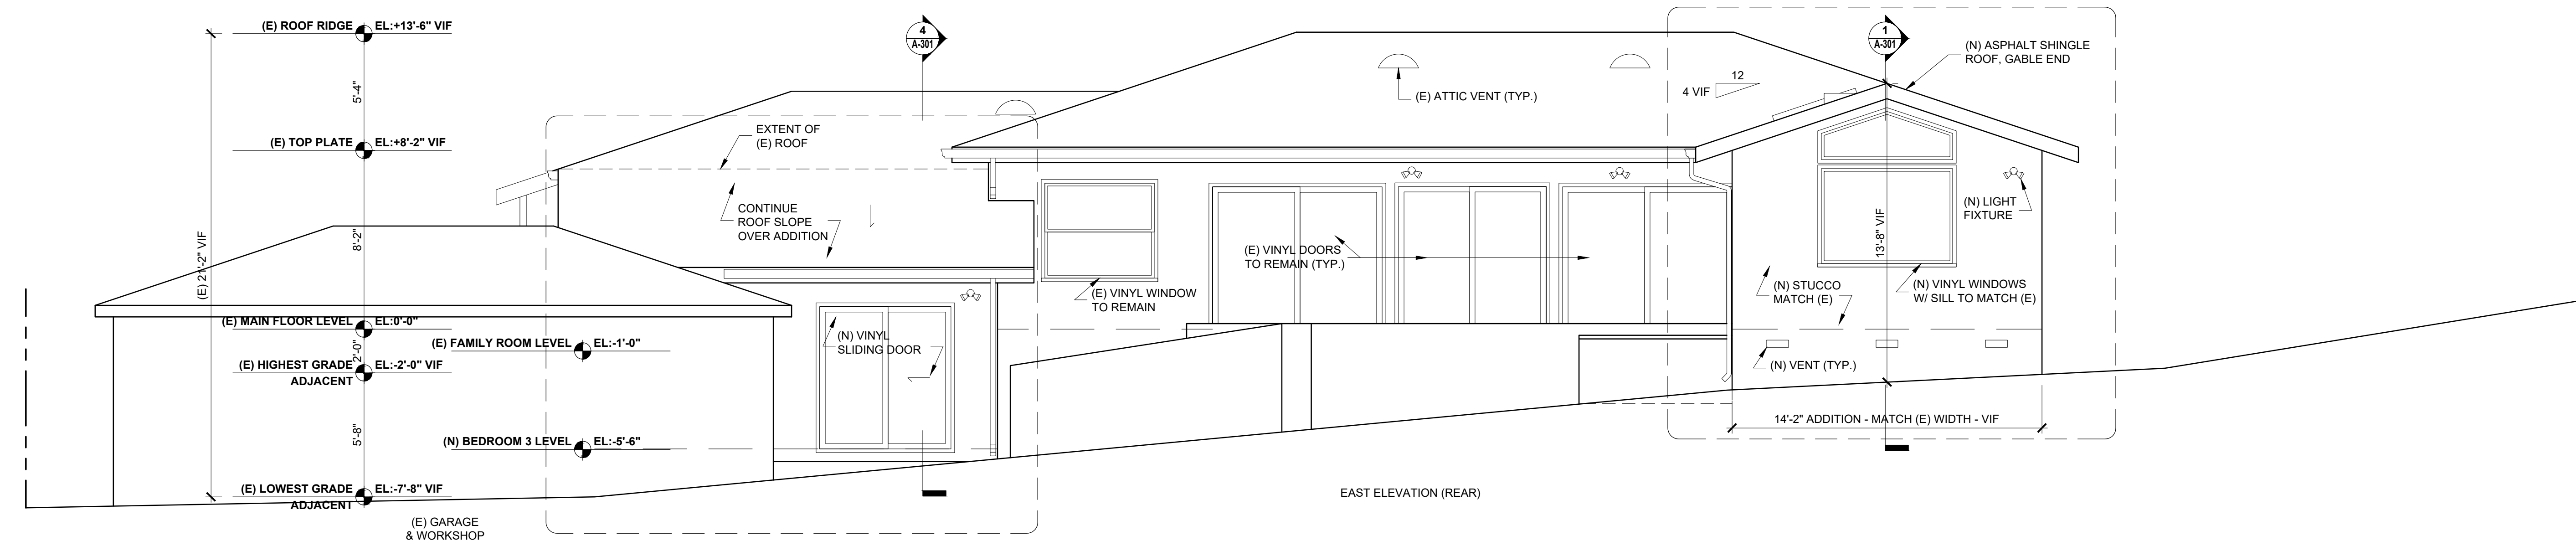 (E) ROOF RIDGE EL:+13'-6" VIF
5'-4"
(E) TOP PLATE EL:+8'-2" VIF
8'-2"
(E) 21'-2" VIF
(E) MAIN FLOOR LEVEL EL:0'-0"
2'-0"
(E) FAMILY ROOM LEVEL EL:-1'-0"
(E) HIGHEST GRADE EL:-2'-0" VIF
ADJACENT
5'-8"
(N) BEDROOM 3 LEVEL EL:-5'-6"
(E) LOWEST GRADE EL:-7'-8" VIF
ADJACENT
(E) GARAGE
& WORKSHOP
4
A-301
EXTENT OF
(E) ROOF
CONTINUE
ROOF SLOPE
OVER ADDITION
(N) VINYL
SLIDING DOOR
(E) VINYL WINDOW
TO REMAIN
(E) ATTIC VENT (TYP.)
(E) VINYL DOORS
TO REMAIN (TYP.)
EAST ELEVATION (REAR)
12
4 VIF
1
A-301
(N) ASPHALT SHINGLE
ROOF, GABLE END
13'-8" VIF
(N) LIGHT
FIXTURE
(N) STUCCO
MATCH (E)
(N) VINYL WINDOWS
W/ SILL TO MATCH (E)
(N) VENT (TYP.)
14'-2" ADDITION - MATCH (E) WIDTH - VIF